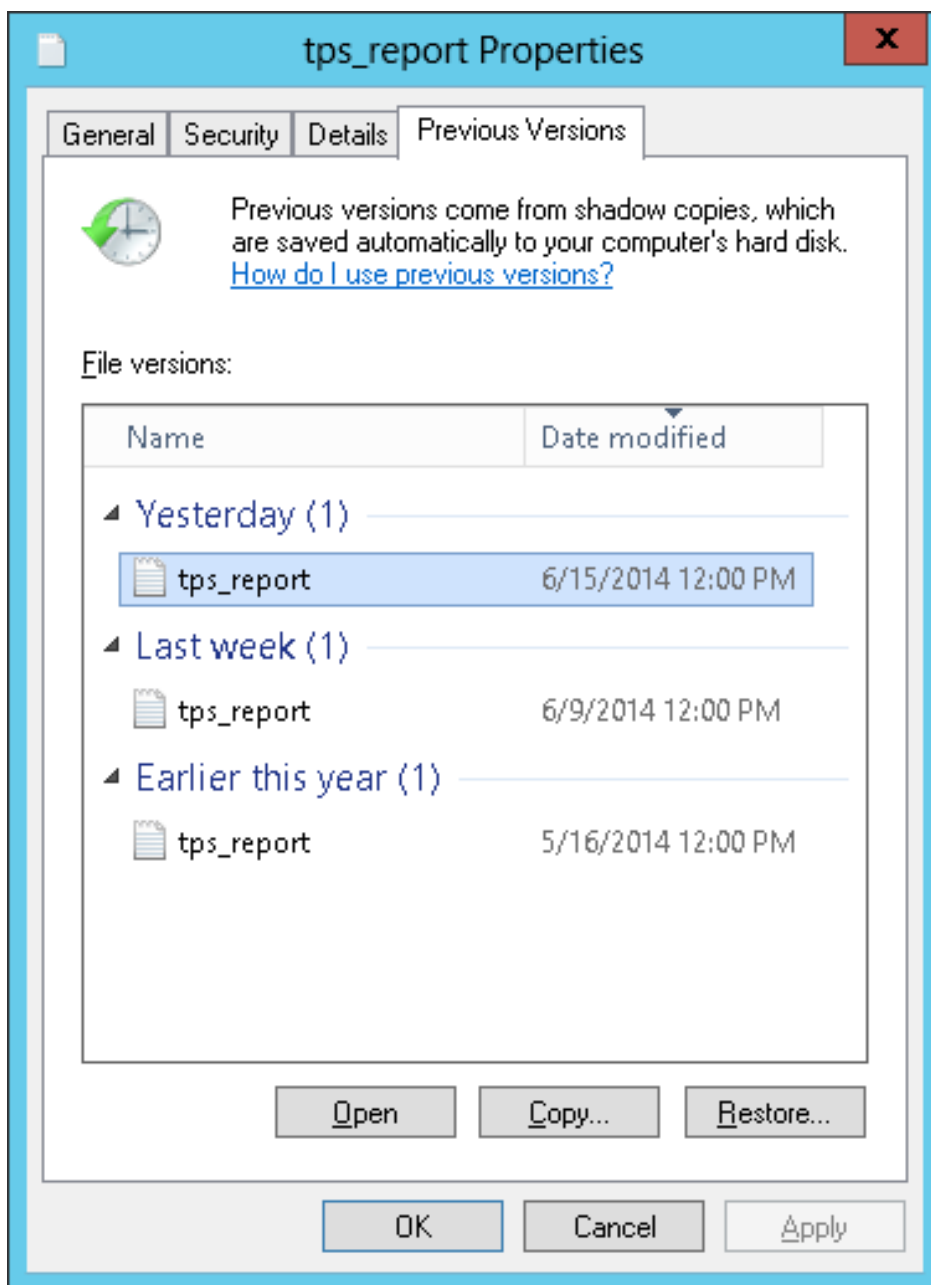 tps_report Properties
x
General Security Details Previous Versions
Previous versions come from shadow copies, which
are saved automatically to your computer's hard disk.
How do I use previous versions?
File versions:
Name Date modified
Yesterday (1)
tps_report 6/15/2014 12:00 PM
Last week (1)
tps_report 6/9/2014 12:00 PM
Earlier this year (1)
tps_report 5/16/2014 12:00 PM
Open Copy... Restore...
OK Cancel Apply